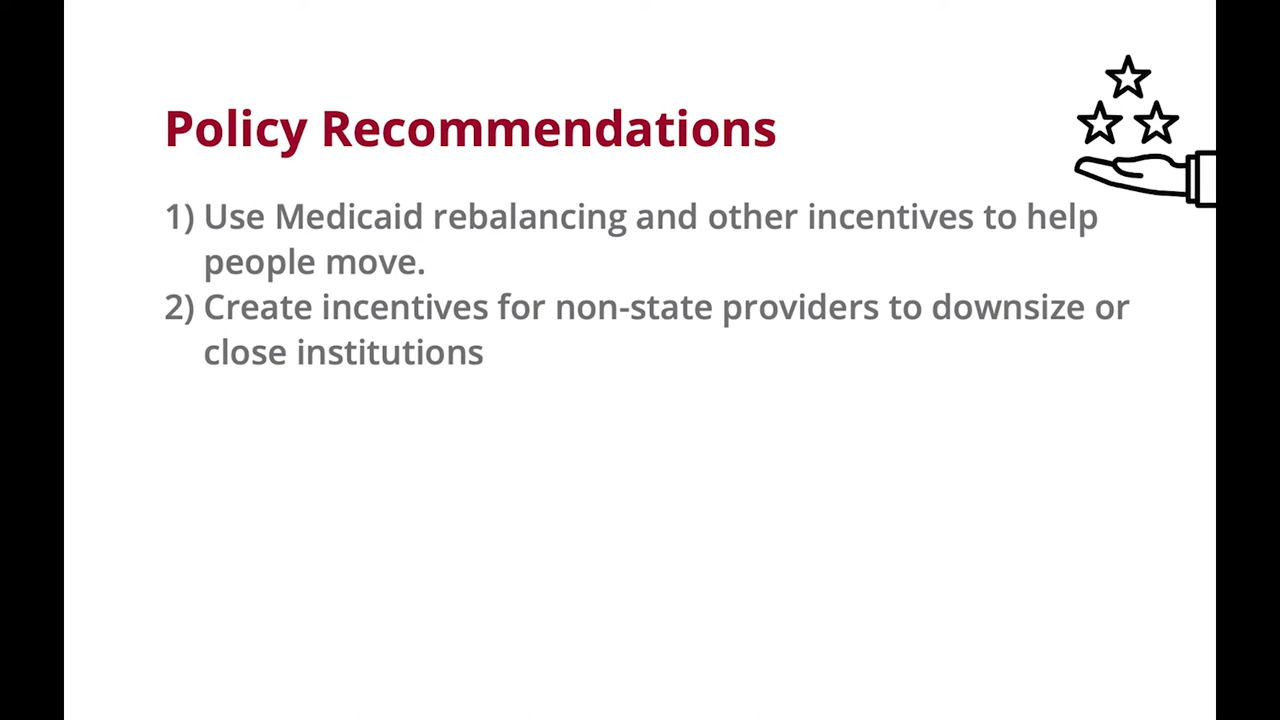 Policy Recommendations
1) Use Medicaid rebalancing and other incentives to help
people move.
2) Create incentives for non-state providers to downsize or
close institutions